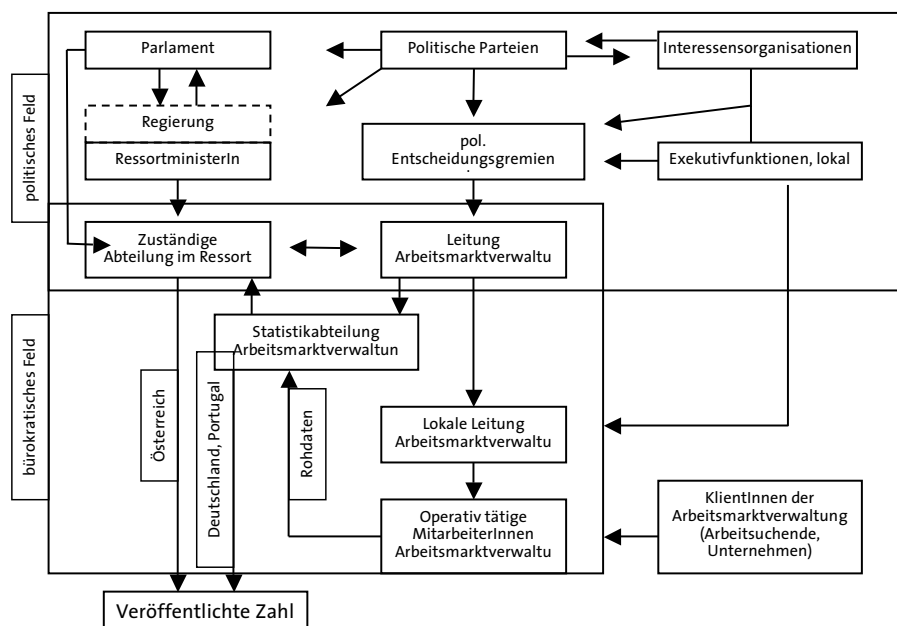 Parlament
Politische Parteien
Interessensorganisationen
politisches Feld
Regierung
RessortministerIn
pol.
Entscheidungsgremien
Exekutivfunktionen, lokal
Zuständige
Abteilung im Ressort
Leitung
Arbeitsmarktverwaltu
bürokratisches Feld
Statistikabteilung
Arbeitsmarktverwaltun
Österreich
Deutschland, Portugal
Rohdaten
Lokale Leitung
Arbeitsmarktverwaltu
Operativ tätige
MitarbeiterInnen
Arbeitsmarktverwaltu
KlientInnen der
Arbeitsmarktverwaltung
(Arbeitsuchende,
Unternehmen)
Veröffentlichte Zahl